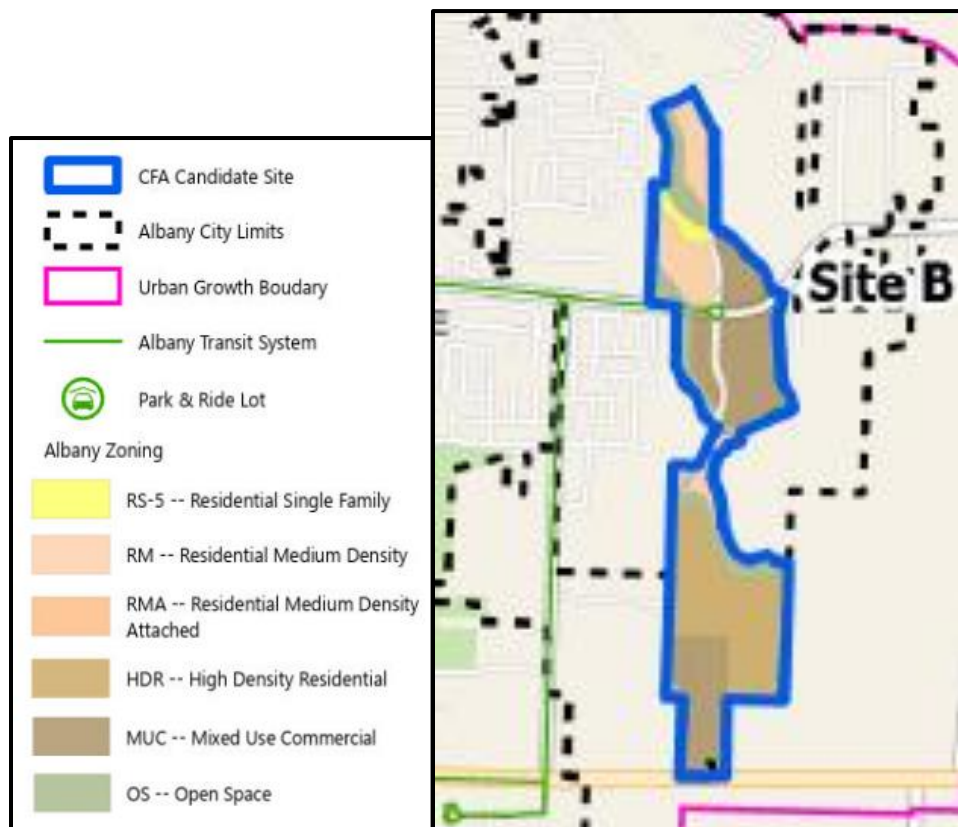 CFA Candidate Site
Albany City Limits
Urban Growth Boudary
Albany Transit System
Park & Ride Lot
Albany Zoning
RS-5 -- Residential Single Family
RM -- Residential Medium Density
RMA -- Residential Medium Density
Attached
HDR -- High Density Residential
MUC -- Mixed Use Commercial
OS -- Open Space
Site B